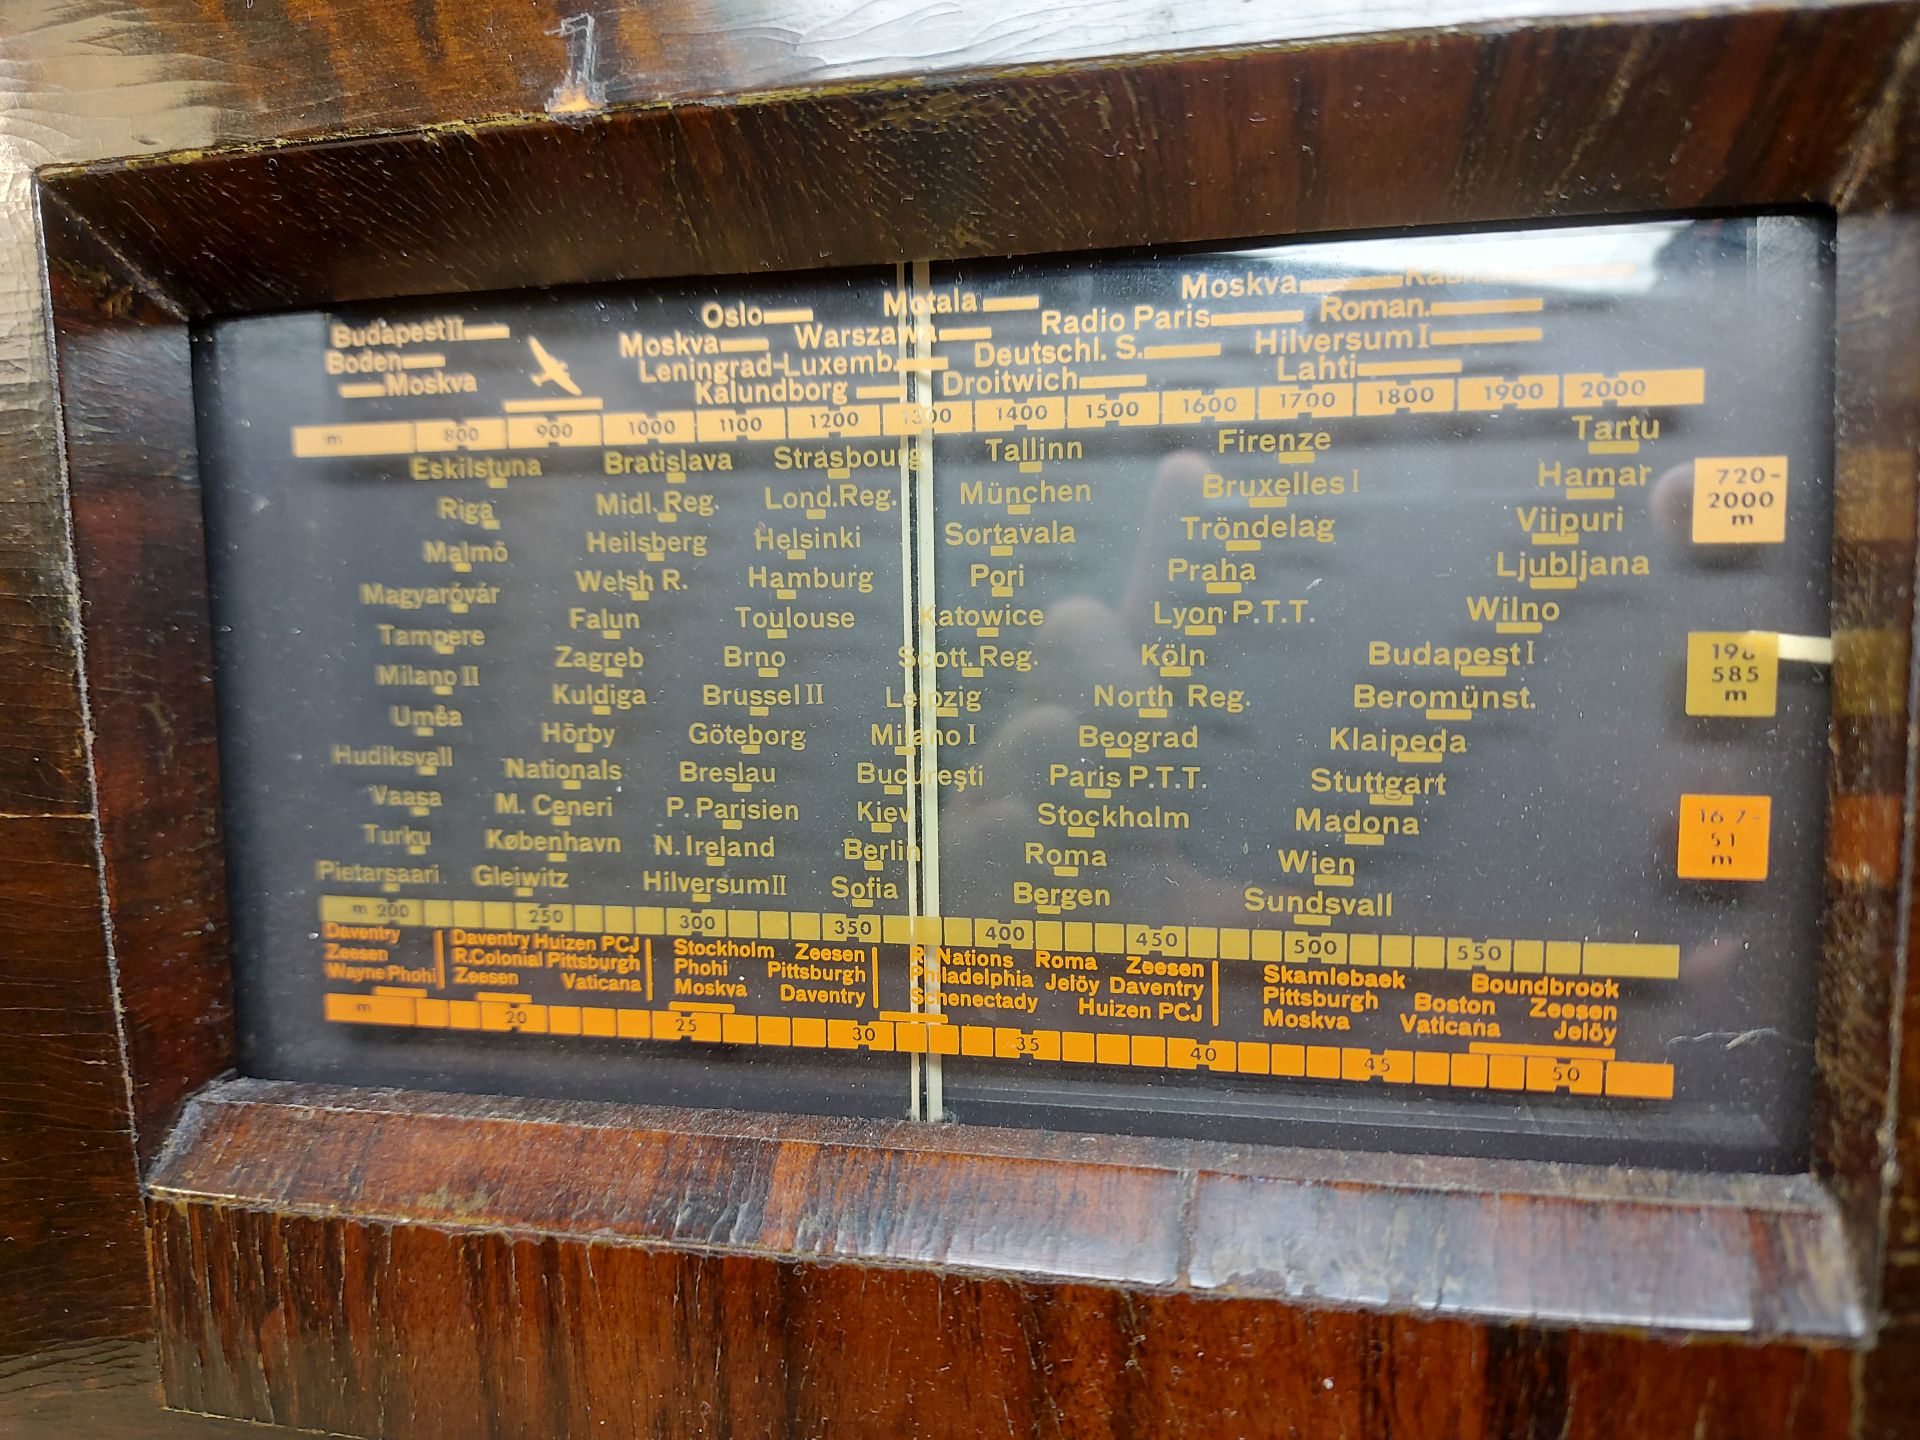 Moskva Kauna
Oslo Motala Roman.
Budapest II Moskva Warszawa Radio Paris Hilversum I
Boden Leningrad-Luxemb. Deutschl. S. Lahti
Moskva Kalundborg Droitwich
m 800 900 1000 1100 1200 1300 1400 1500 1600 1700 1800 1900 2000
Eskilstuna Bratislava Strasbourg Tallinn Firenze Tartu
Riga Midl. Reg. Lond. Reg. München Bruxelles I Hamar
Malmö Heilsberg Helsinki Sortavala Tröndelag Viipuri
Magyaróvár Welsh R. Hamburg Pori Praha Ljubljana
Tampere Falun Toulouse Katowice Lyon P.T.T. Wilno
Milano II Zagreb Brno Scott. Reg. Köln Budapest I
Umeå Kuldiga Brussel II Leipzig North Reg. Beromünst.
Hudiksvall Hörby Göteborg Milano I Beograd Klaipeda
Vaasa Nationals Breslau Bucureşti Paris P.T.T. Stuttgart
Turku M. Ceneri P. Parisien Kiev Stockholm Madona
Pietarsaari København N. Ireland Berlin Roma Wien
Gleiwitz Hilversum II Sofia Bergen Sundsvall
m 200 250 300 350 400 450 500 550
Daventry Daventry Huizen PCJ Stockholm Zeesen R. Nations Roma Zeesen Skamlebaek Boundbrook
Zeesen R. Colonial Pittsburgh Phohi Pittsburgh Philadelphia Jelöy Daventry Pittsburgh Boston Zeesen
Wayne Phohi Zeesen Vaticana Moskva Daventry Schenectady Huizen PCJ Moskva Vaticana Jelöy
m 20 25 30 35 40 45 50
720-
2000
m
585
m
16.7-
51
m